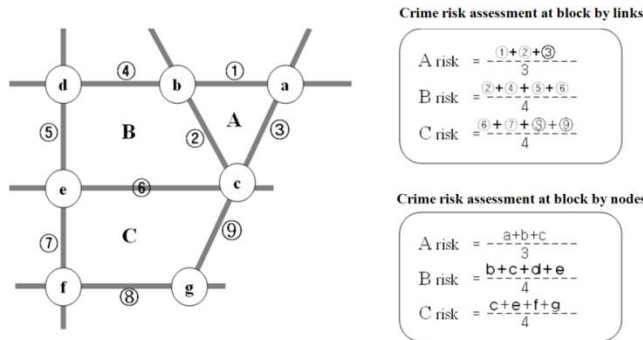 Crime risk assessment at block by links
A risk = ①+②+③
3
B risk = ②+④+⑤+⑥
4
C risk = ⑥+⑦+⑧+⑨
4
Crime risk assessment at block by nodes
A risk = a+b+c
3
B risk = b+c+d+e
4
C risk = c+e+f+g
4
④ ①
d b a
⑤ B ② A ③
e ⑥ c
⑦ C ⑨
f ⑧ g